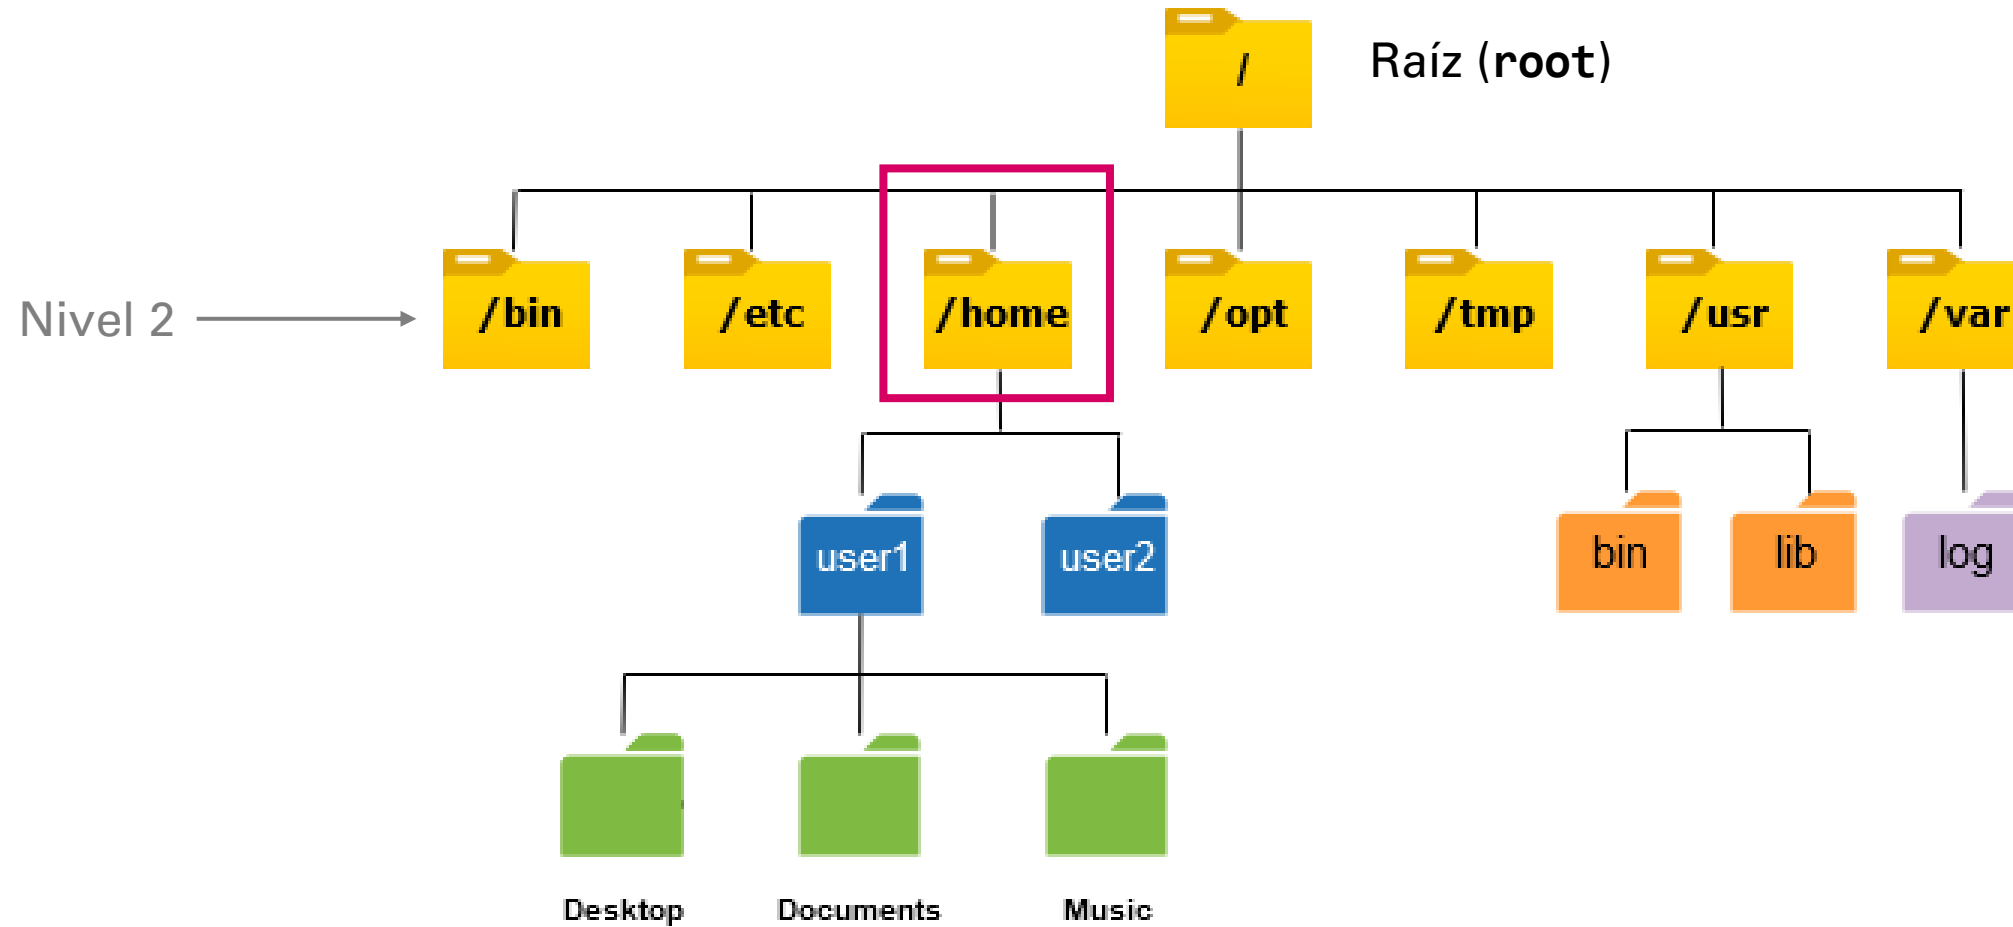 /
Raíz (root)
Nivel 2
/bin
/etc
/home
/opt
/tmp
/usr
/var
user1
user2
bin
lib
log
Desktop
Documents
Music